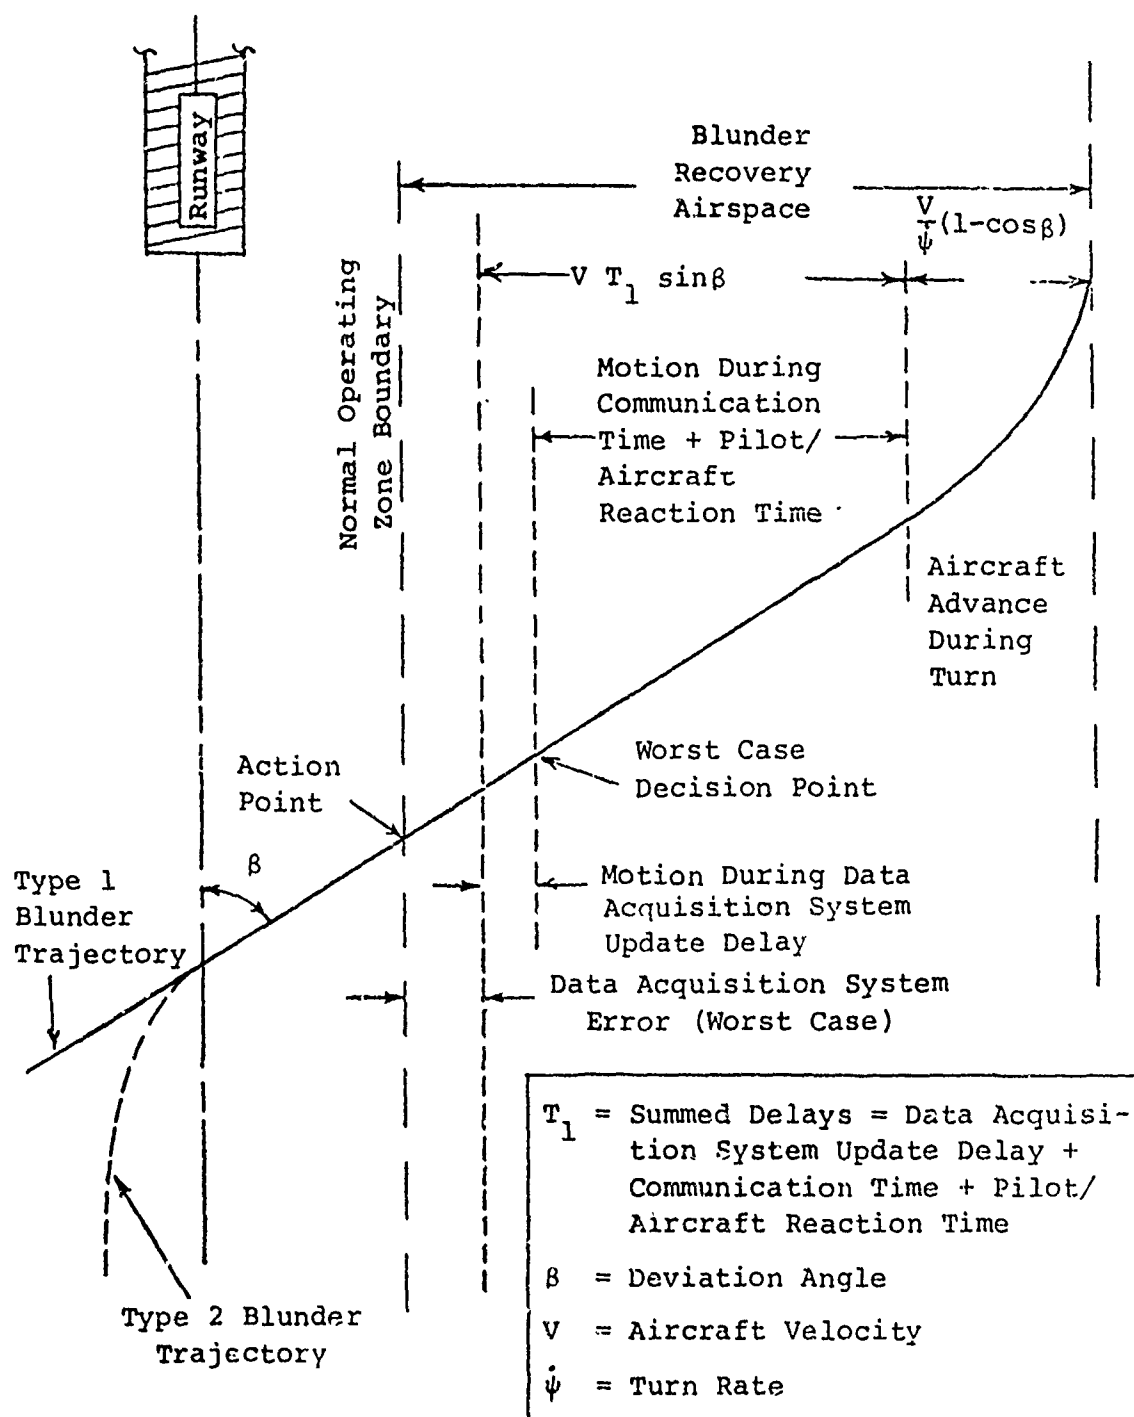 Runway
Blunder
Recovery
Airspace
V/ψ̇ (1-cosβ)
V T₁ sinβ
Normal Operating
Zone Boundary
Motion During
Communication
Time + Pilot/
Aircraft
Reaction Time
Aircraft
Advance
During
Turn
Worst Case
Decision Point
Action
Point
β
Type 1
Blunder
Trajectory
Motion During Data
Acquisition System
Update Delay
Data Acquisition System
Error (Worst Case)
Type 2 Blunder
Trajectory
T₁ = Summed Delays = Data Acquisi-
tion System Update Delay +
Communication Time + Pilot/
Aircraft Reaction Time
β = Deviation Angle
V = Aircraft Velocity
ψ̇ = Turn Rate